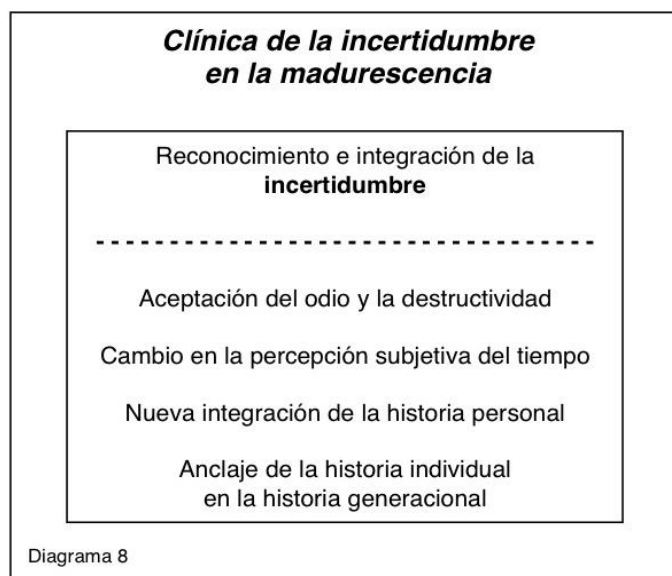 Clínica de la incertidumbre
en la madurescencia
Reconocimiento e integración de la
incertidumbre
Aceptación del odio y la destructividad
Cambio en la percepción subjetiva del tiempo
Nueva integración de la historia personal
Anclaje de la historia individual
en la historia generacional
Diagrama 8